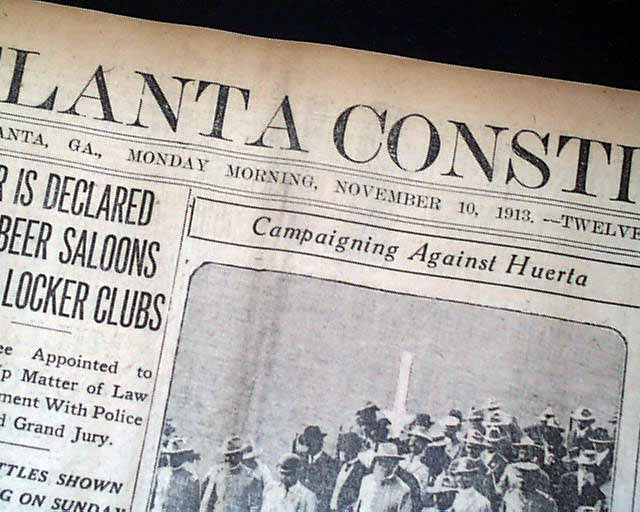 LANTA CONSTI
ANTA, GA., MONDAY MORNING, NOVEMBER 10, 1913. —TWELVE
R IS DECLARED
BEER SALOONS
LOCKER CLUBS
ee Appointed to
p Matter of Law
ment With Police
d Grand Jury.
TTLES SHOWN
G ON SUNDAY
Campaigning Against Huerta